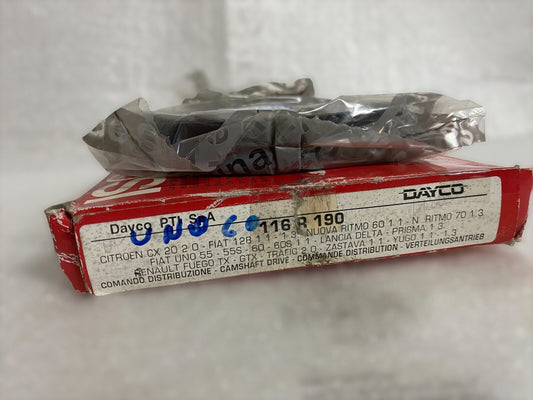 Dayco PTI SpA
DAYCO
UNO
116 R 190
CITROEN CX 20 2.0 - FIAT 128 1.1 - 1.3 - NUOVA RITMO 60 1.1 - N. RITMO 70 1.3
FIAT UNO 55 - 55S - 60 - 60S 1.1 - LANCIA DELTA - PRISMA 1.3
RENAULT FUEGO TX - GTX - TRAFIG 2.0 - ZASTAVA 1.1 - YUGO 1.1 - 1.3
COMANDO DISTRIBUZIONE - CAMSHAFT DRIVE - COMMANDE DISTRIBUTION - VERTEILUNGSANTRIEB